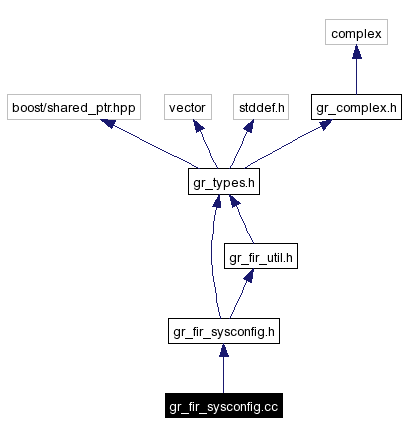 complex
boost/shared_ptr.hpp
vector
stddef.h
gr_complex.h
gr_types.h
gr_fir_util.h
gr_fir_sysconfig.h
gr_fir_sysconfig.cc